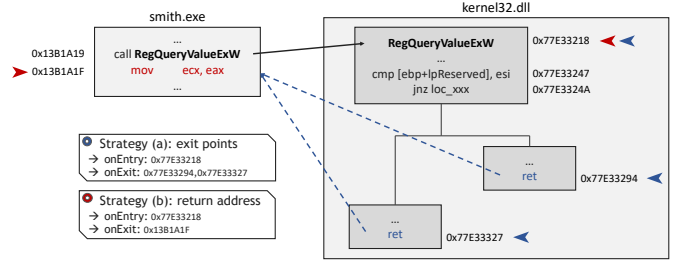 smith.exe
kernel32.dll
...
0x13B1A19
call RegQueryValueExW
0x13B1A1F
mov ecx, eax
...
RegQueryValueExW
0x77E33218
...
cmp [ebp+lpReserved], esi
0x77E33247
jnz loc_xxx
0x77E3324A
Strategy (a): exit points
→ onEntry: 0x77E33218
→ onExit: 0x77E33294,0x77E33327
...
ret
0x77E33294
Strategy (b): return address
→ onEntry: 0x77E33218
→ onExit: 0x13B1A1F
...
ret
0x77E33327